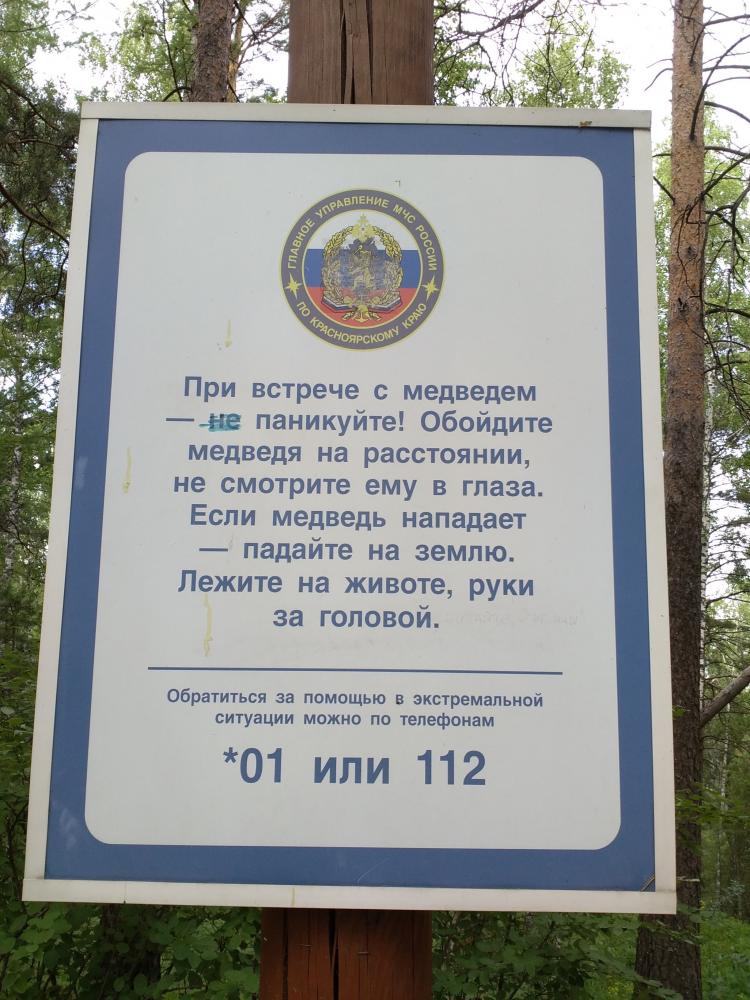 ГЛАВНОЕ УПРАВЛЕНИЕ МЧС РОССИИ
ПО КРАСНОЯРСКОМУ КРАЮ
При встрече с медведем
— не паникуйте! Обойдите
медведя на расстоянии,
не смотрите ему в глаза.
Если медведь нападает
— падайте на землю.
Лежите на животе, руки
за головой.
Обратиться за помощью в экстремальной
ситуации можно по телефонам
*01 или 112